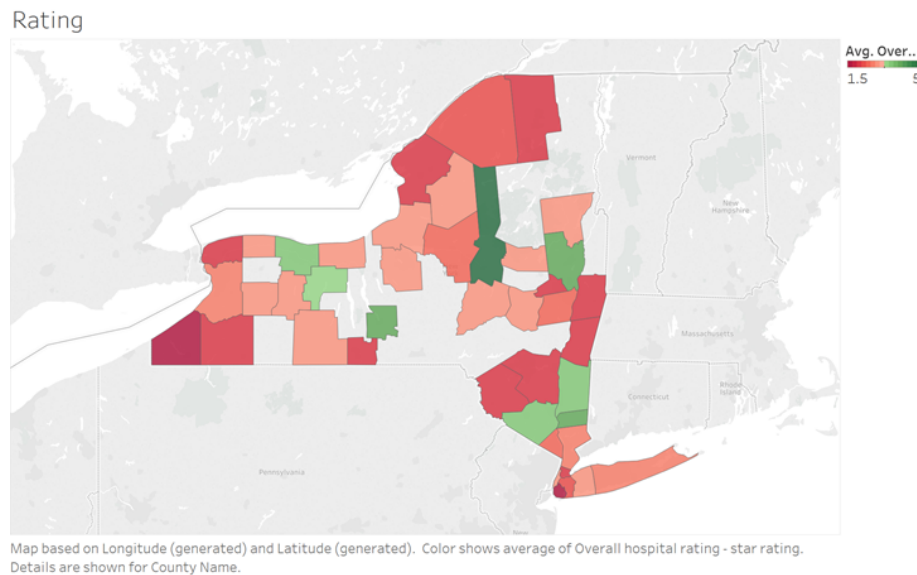 Rating
Avg. Over..
1.5 5
Vermont
New
Hampshire
Massachusetts
Rhode
Island
Connecticut
Pennsylvania
New
Map based on Longitude (generated) and Latitude (generated). Color shows average of Overall hospital rating - star rating.
Details are shown for County Name.